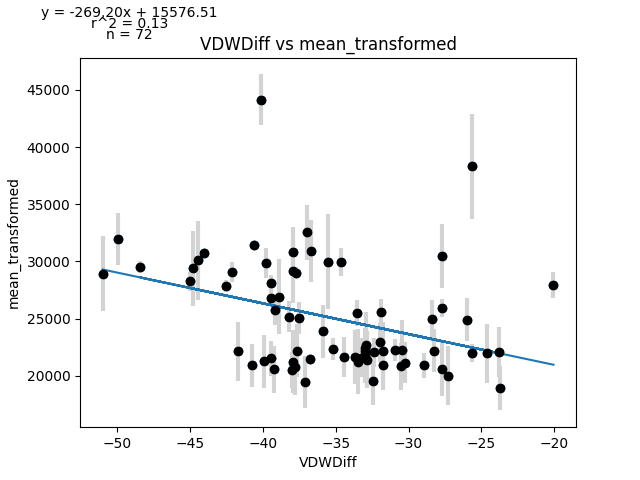 y = -269.20x + 15576.51
r^2 = 0.13
n = 72
VDWDiff vs mean_transformed
45000
40000
35000
30000
25000
20000
mean_transformed
−50
−45
−40
−35
−30
−25
−20
VDWDiff